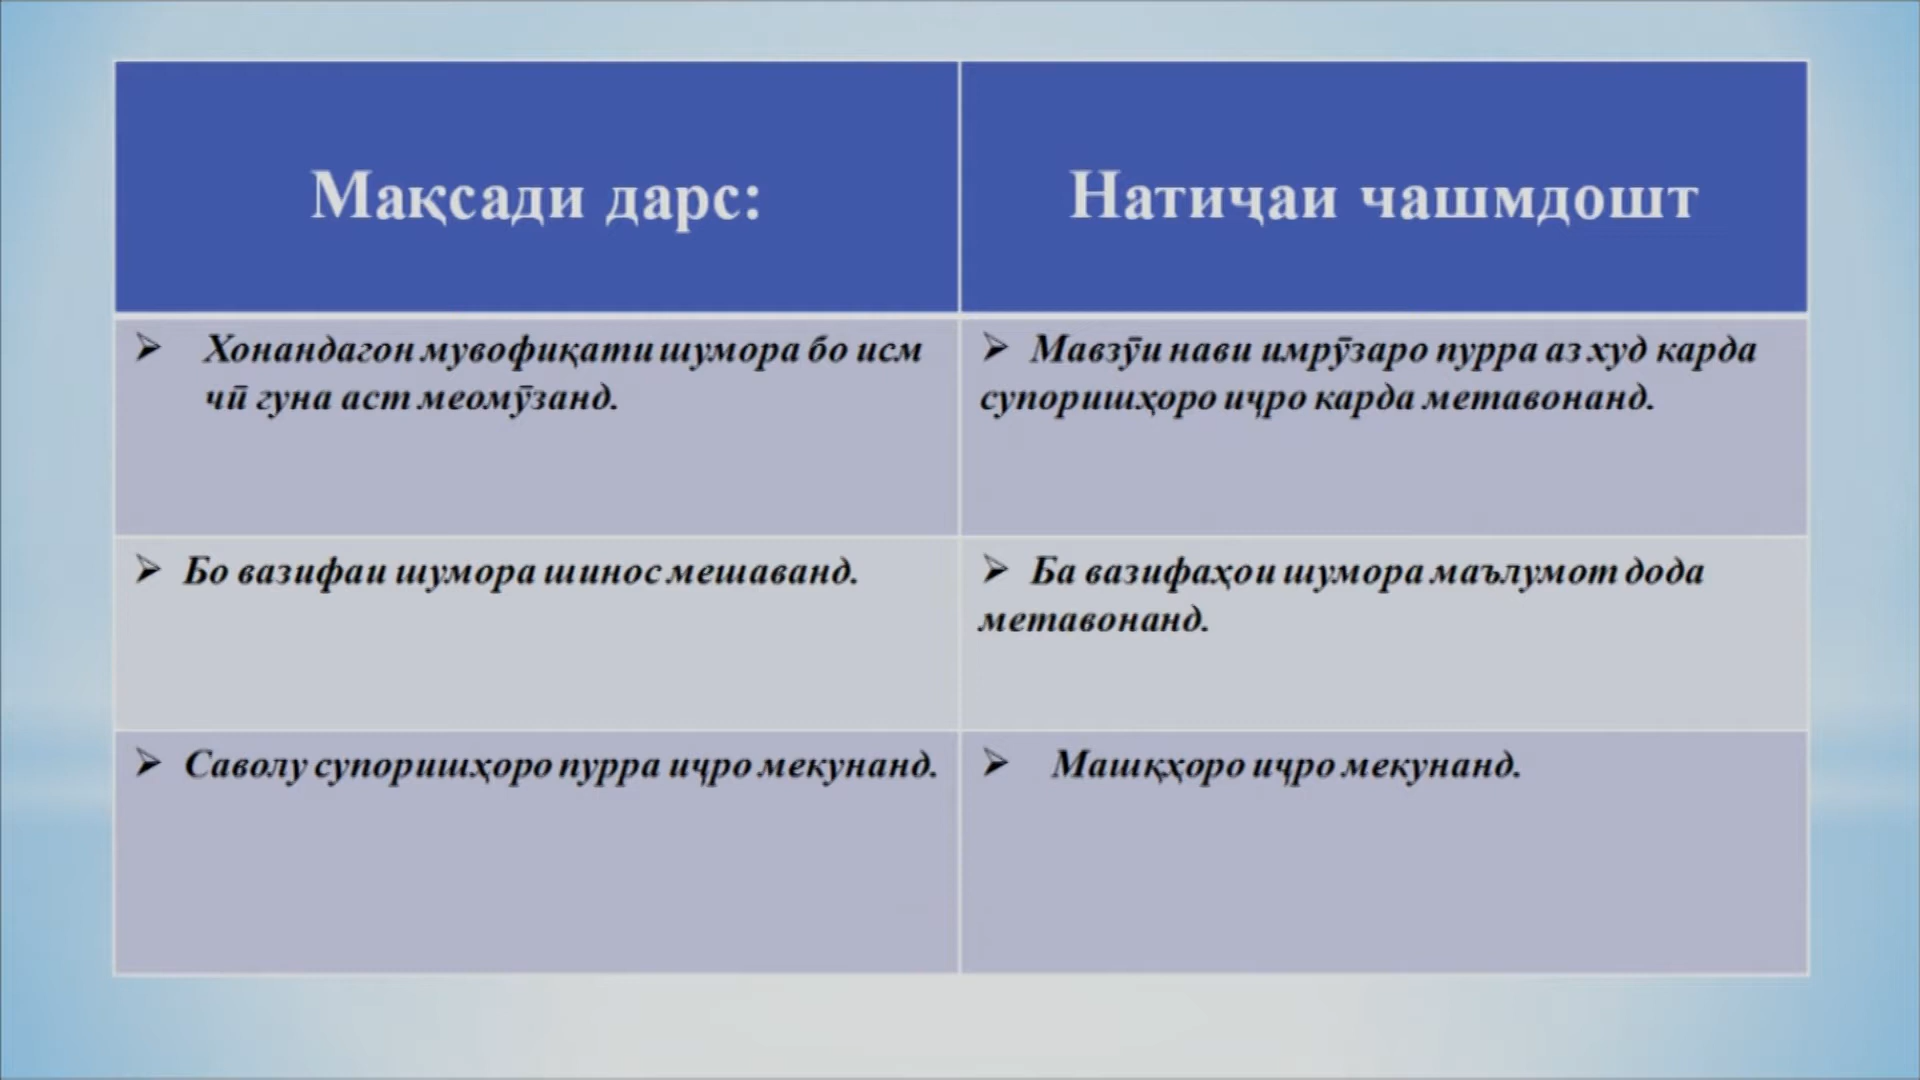 Мақсади дарс:
Натиҷаи чашмдошт
➢ Хонандагон мувофиқати шумора бо исм
чӣ гуна аст меомӯзанд.
➢ Мавзӯи нави имрӯзаро пурра аз худ карда
супоришҳоро иҷро карда метавонанд.
➢ Бо вазифаи шумора шинос мешаванд.
➢ Ба вазифаҳои шумора маълумот дода
метавонанд.
➢ Саволу супоришҳоро пурра иҷро мекунанд.
➢ Машқҳоро иҷро мекунанд.